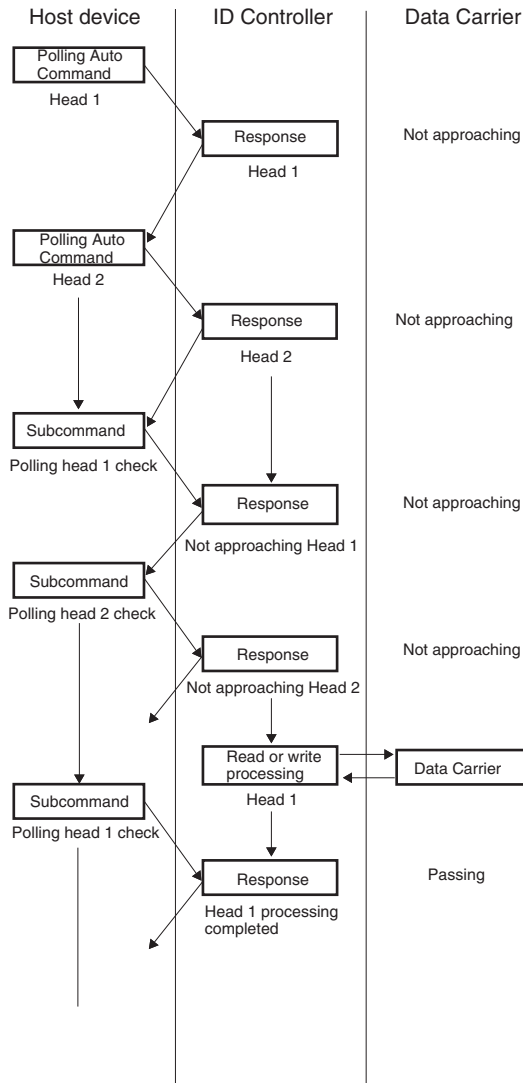 Host device
ID Controller
Data Carrier
Polling Auto
Command
Head 1
Response
Not approaching
Head 1
Polling Auto
Command
Head 2
Response
Not approaching
Head 2
Subcommand
Polling head 1 check
Response
Not approaching
Not approaching Head 1
Subcommand
Polling head 2 check
Response
Not approaching
Not approaching Head 2
Read or write
processing
Data Carrier
Head 1
Subcommand
Polling head 1 check
Response
Passing
Head 1 processing
completed